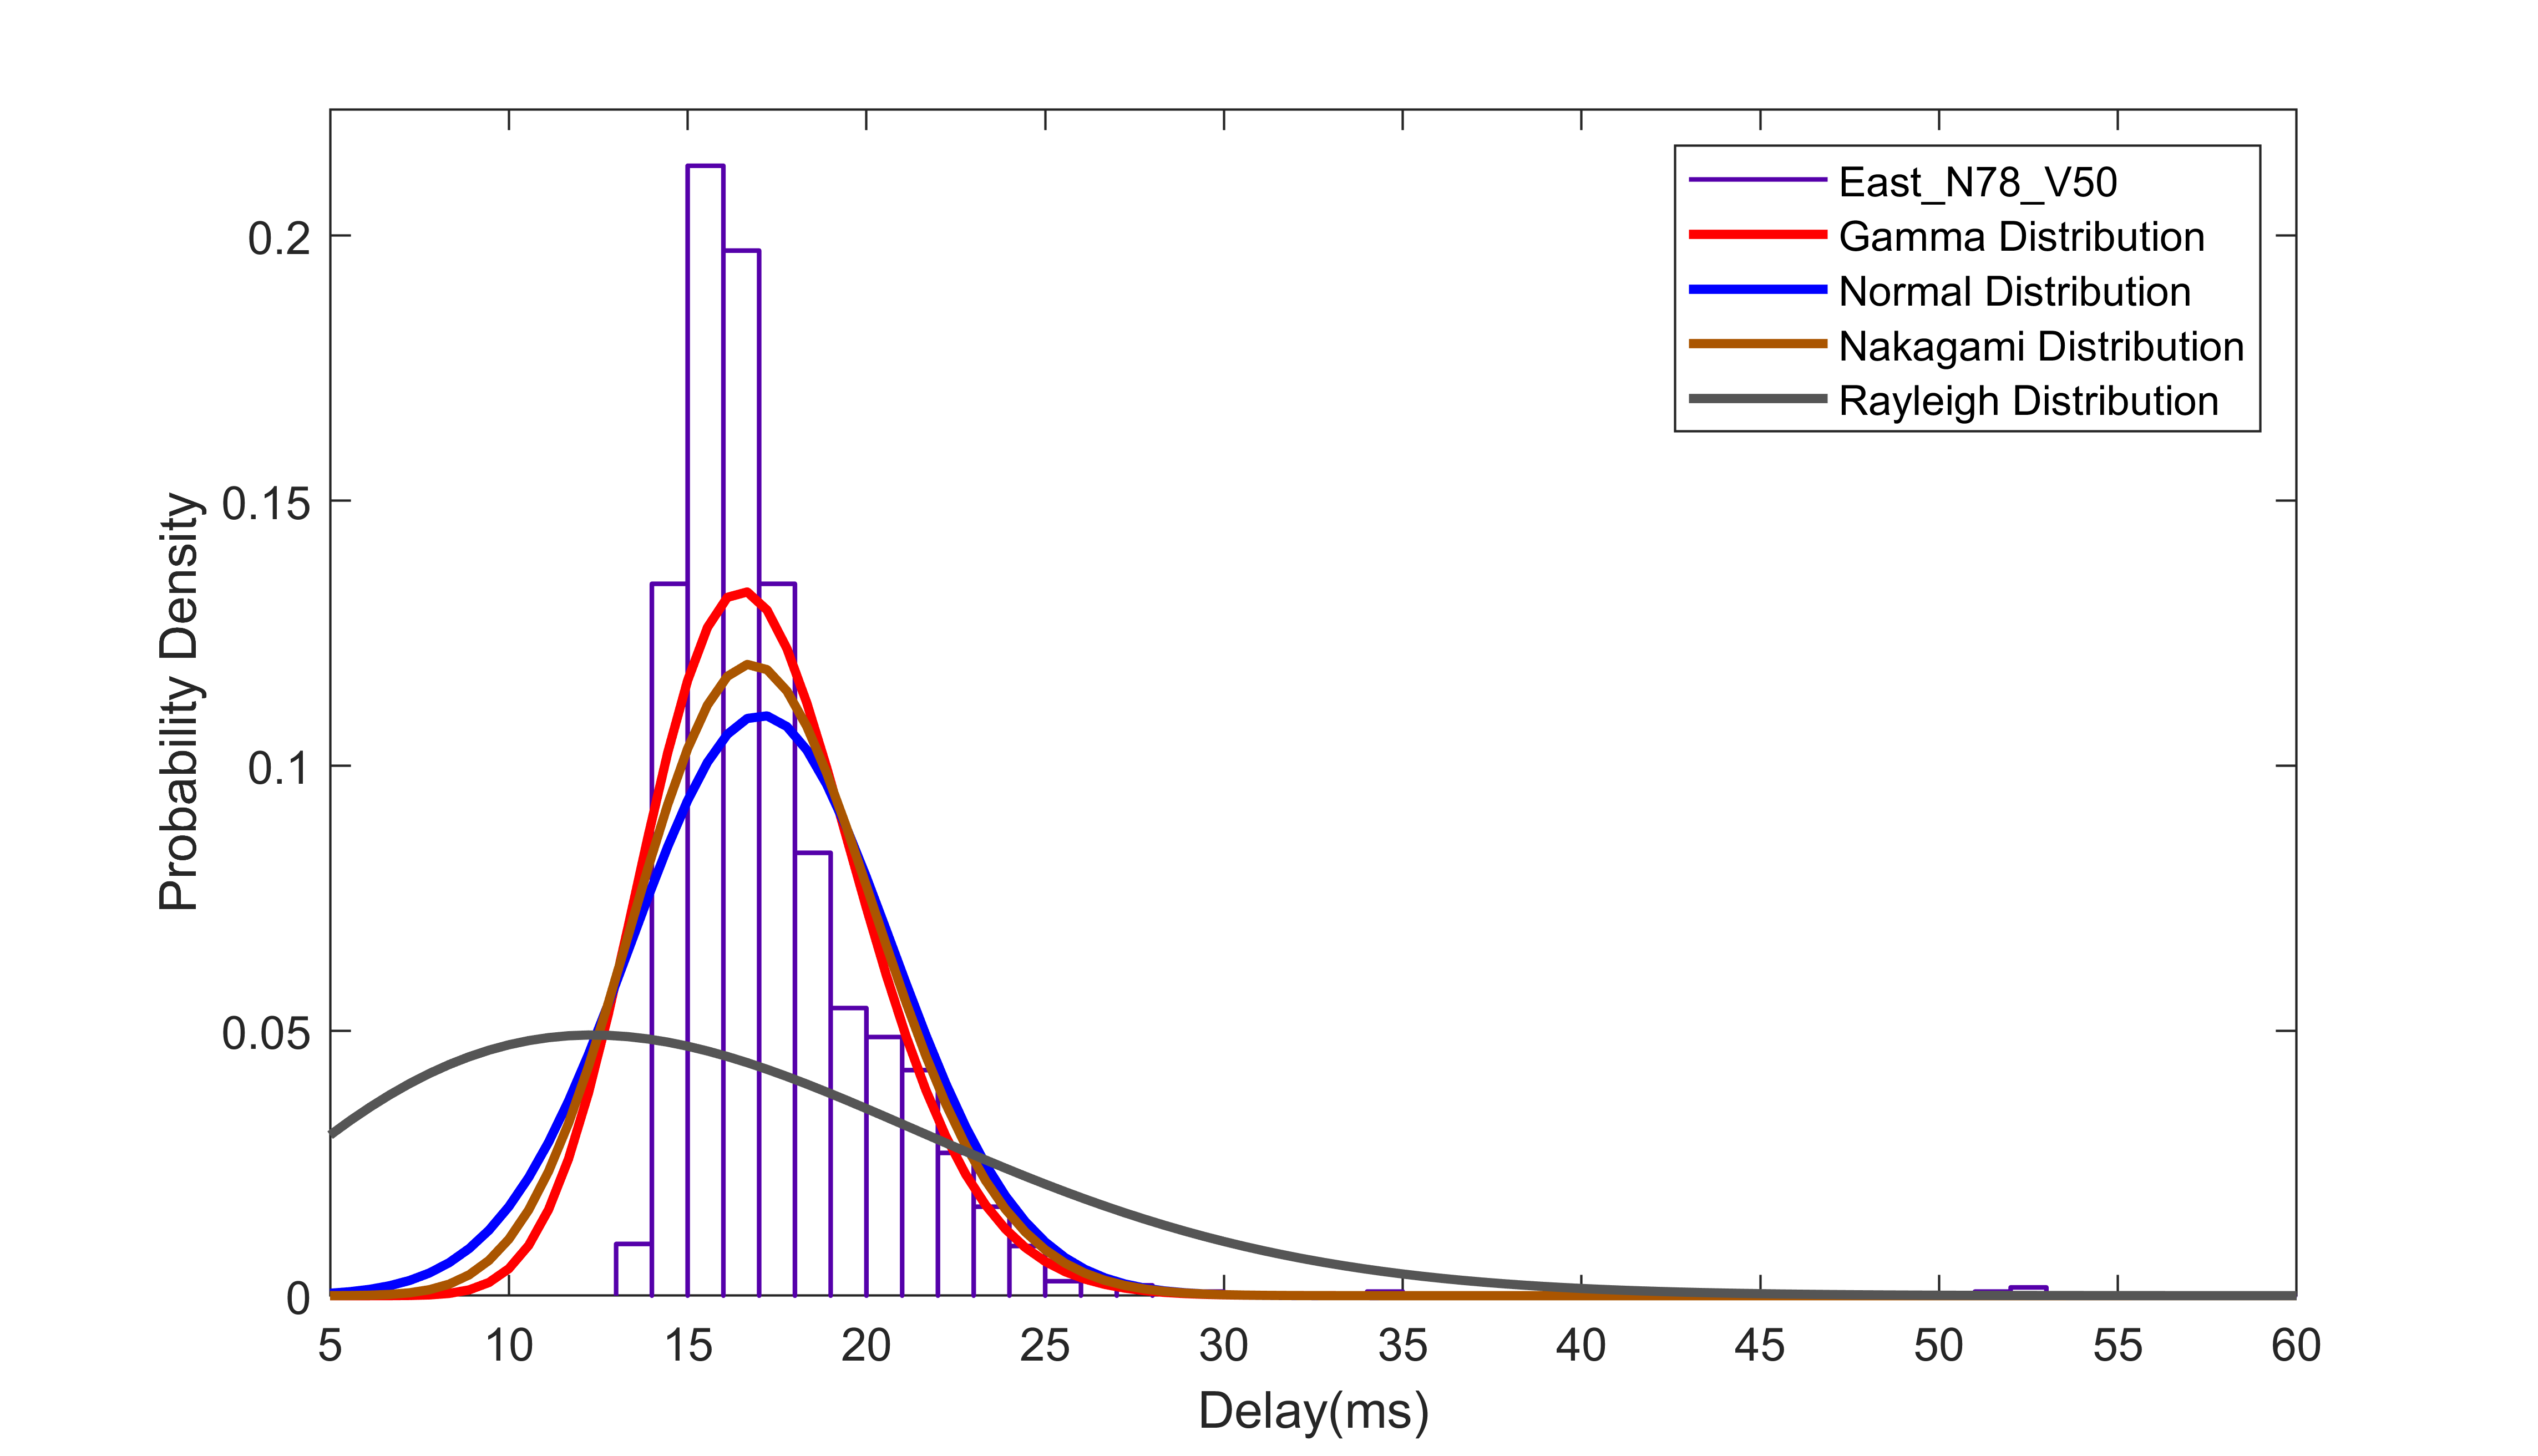 East_N78_V50
Gamma Distribution
Normal Distribution
Nakagami Distribution
Rayleigh Distribution
0.2
0.15
0.1
0.05
0
Probability Density
5 10 15 20 25 30 35 40 45 50 55 60
Delay(ms)